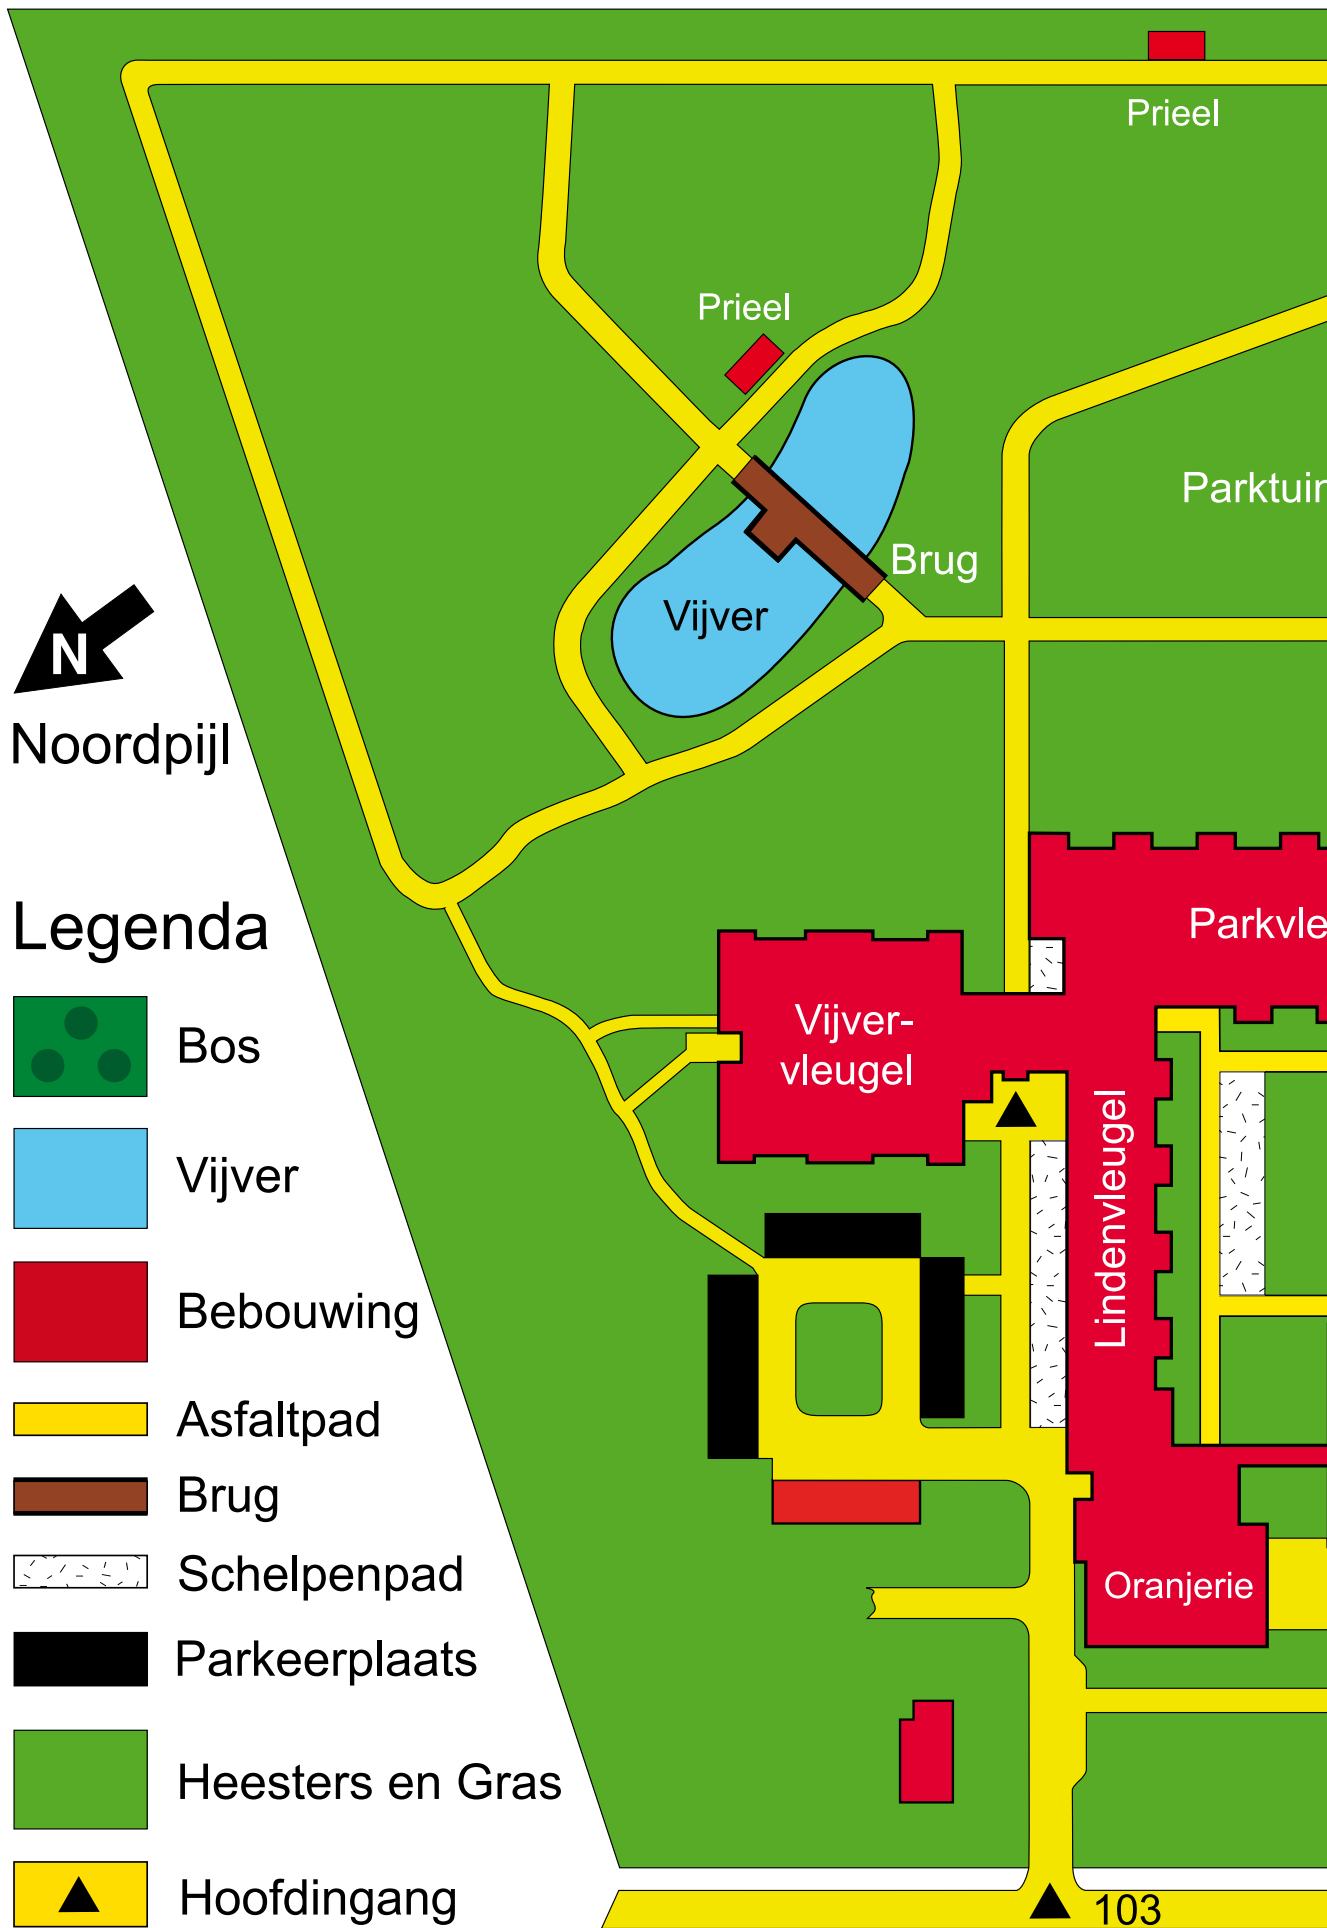 Prieel
Prieel
Parktuin
Brug
Vijver
N
Noordpijl
Legenda
Bos
Vijver
Bebouwing
Asfaltpad
Brug
Schelpenpad
Parkeerplaats
Heesters en Gras
Hoofdingang
Parkvle
Vijver-
vleugel
Lindenvleugel
Oranjerie
103